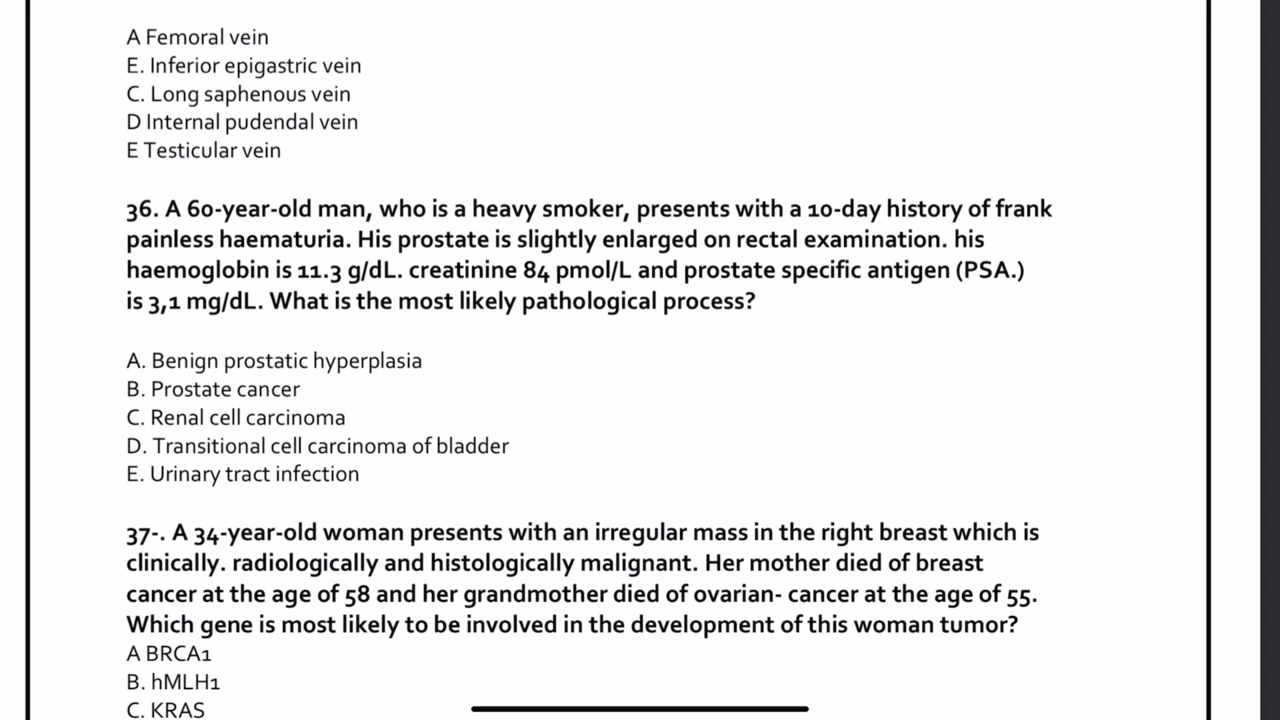 A Femoral vein
E. Inferior epigastric vein
C. Long saphenous vein
D Internal pudendal vein
E Testicular vein
36. A 60-year-old man, who is a heavy smoker, presents with a 10-day history of frank
painless haematuria. His prostate is slightly enlarged on rectal examination. his
haemoglobin is 11.3 g/dL. creatinine 84 pmol/L and prostate specific antigen (PSA.)
is 3,1 mg/dL. What is the most likely pathological process?
A. Benign prostatic hyperplasia
B. Prostate cancer
C. Renal cell carcinoma
D. Transitional cell carcinoma of bladder
E. Urinary tract infection
37-. A 34-year-old woman presents with an irregular mass in the right breast which is
clinically. radiologically and histologically malignant. Her mother died of breast
cancer at the age of 58 and her grandmother died of ovarian- cancer at the age of 55.
Which gene is most likely to be involved in the development of this woman tumor?
A BRCA1
B. hMLH1
C. KRAS